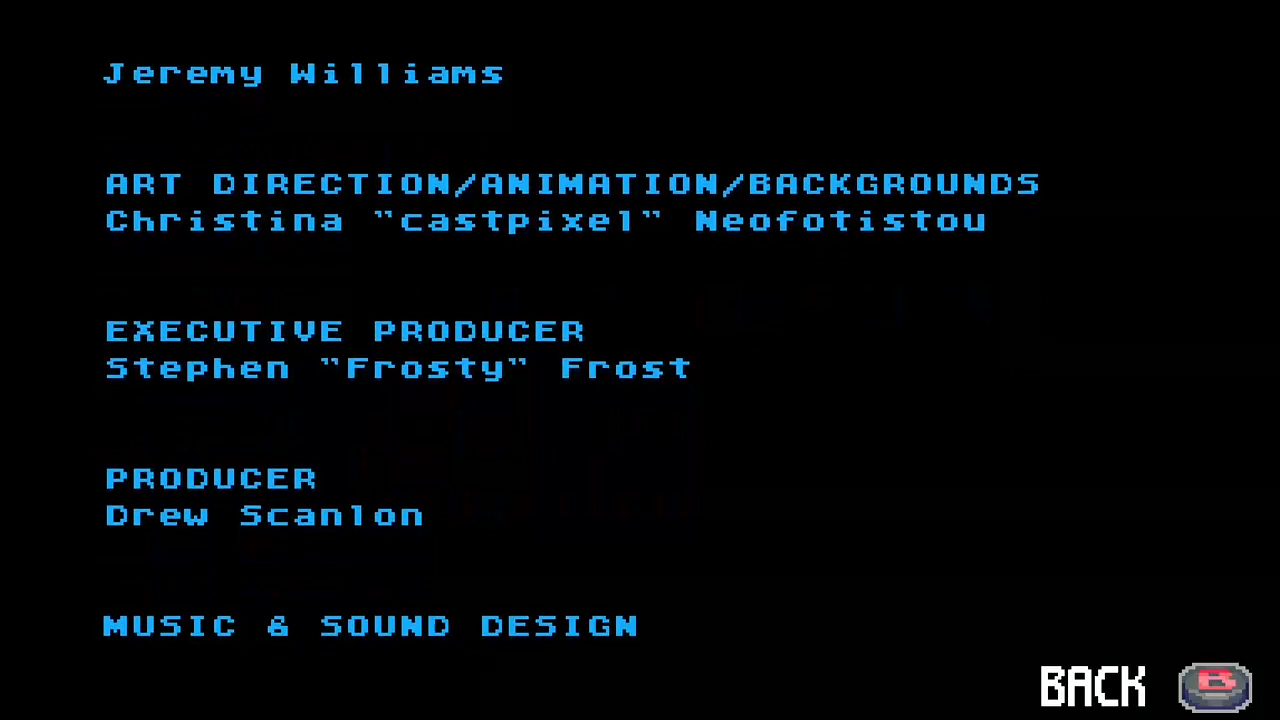 Jeremy Williams
ART DIRECTION/ANIMATION/BACKGROUNDS
Christina "castpixel" Neofotistou
EXECUTIVE PRODUCER
Stephen "Frosty" Frost
PRODUCER
Drew Scanlon
MUSIC & SOUND DESIGN
BACK B